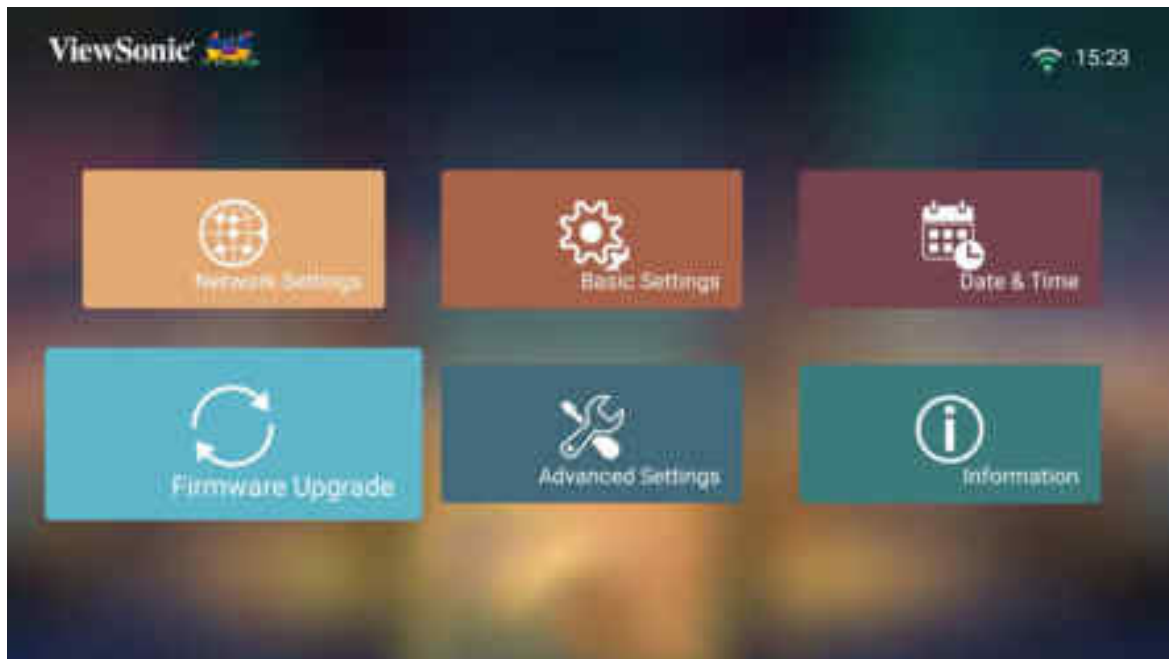 ViewSonic
15:23
Network Settings
Basic Settings
Date & Time
Firmware Upgrade
Advanced Settings
Information